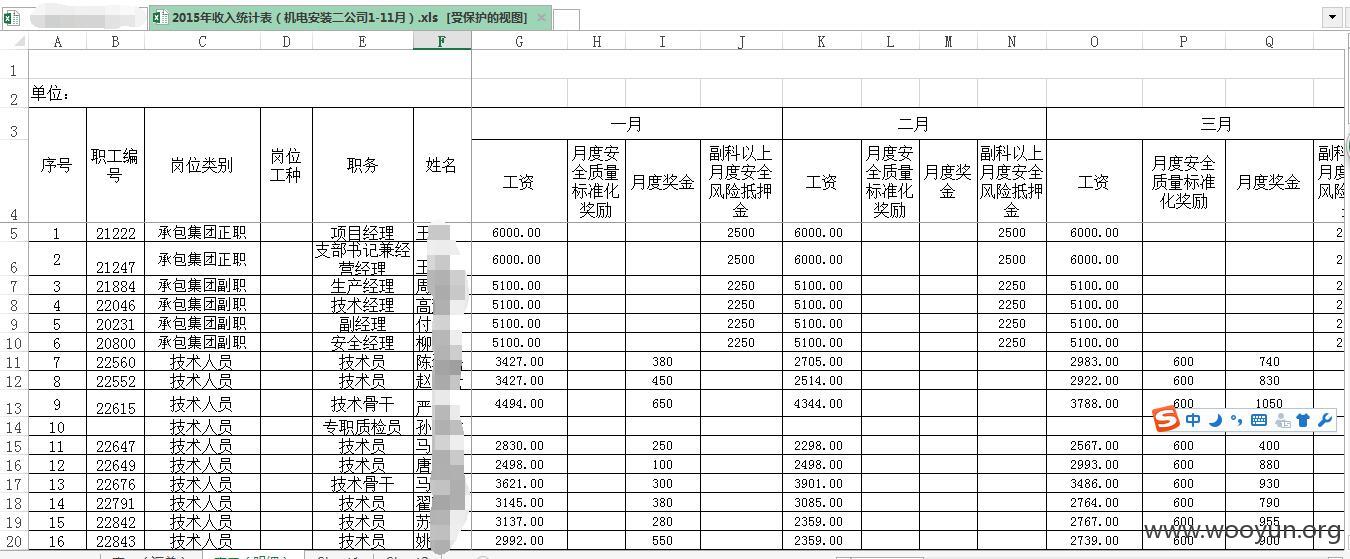 2015年收入统计表（机电安装二公司1-11月）.xls [受保护的视图]
A B C D E F G H I J K L M N O P Q
1
2 单位：
3 一月 二月 三月
4 序号 职工编号 岗位类别 岗位工种 职务 姓名 工资 月度安全质量标准化奖励 月度奖金 副科以上月度安全风险抵押金 工资 月度安全质量标准化奖励 月度奖金 副科以上月度安全风险抵押金 工资 月度安全质量标准化奖励 月度奖金 副科 月度 风险
5 1 21222 承包集团正职 项目经理 王 6000.00 2500 6000.00 2500 6000.00 2
6 2 21247 承包集团正职 支部书记兼经营经理 王 6000.00 2500 6000.00 2500 6000.00 2
7 3 21884 承包集团副职 生产经理 周 5100.00 2250 5100.00 2250 5100.00 2
8 4 22046 承包集团副职 技术经理 高 5100.00 2250 5100.00 2250 5100.00 2
9 5 20231 承包集团副职 副经理 付 5100.00 2250 5100.00 2250 5100.00 2
10 6 20800 承包集团副职 安全经理 柳 5100.00 2250 5100.00 2250 5100.00 2
11 7 22560 技术人员 技术员 陈 3427.00 380 2705.00 2983.00 600 740
12 8 22552 技术人员 技术员 赵 3427.00 450 2514.00 2922.00 600 830
13 9 22615 技术人员 技术骨干 严 4494.00 650 4344.00 3788.00 600 1050
中
14 10 技术人员 专职质检员 孙
15 11 22647 技术人员 技术员 马 2830.00 250 2298.00 2567.00 600 400
16 12 22649 技术人员 技术员 唐 2498.00 100 2498.00 2993.00 600 880
17 13 22676 技术人员 技术骨干 马 3621.00 300 3901.00 3486.00 600 930
18 14 22791 技术人员 技术员 翟 3145.00 380 3085.00 2764.00 600 790
19 15 22842 技术人员 技术员 苏 3137.00 280 2359.00 2767.00 600 955
20 16 22843 技术人员 技术员 姚 2992.00 550 2359.00 2739.00 600 900
www.wooyun.org